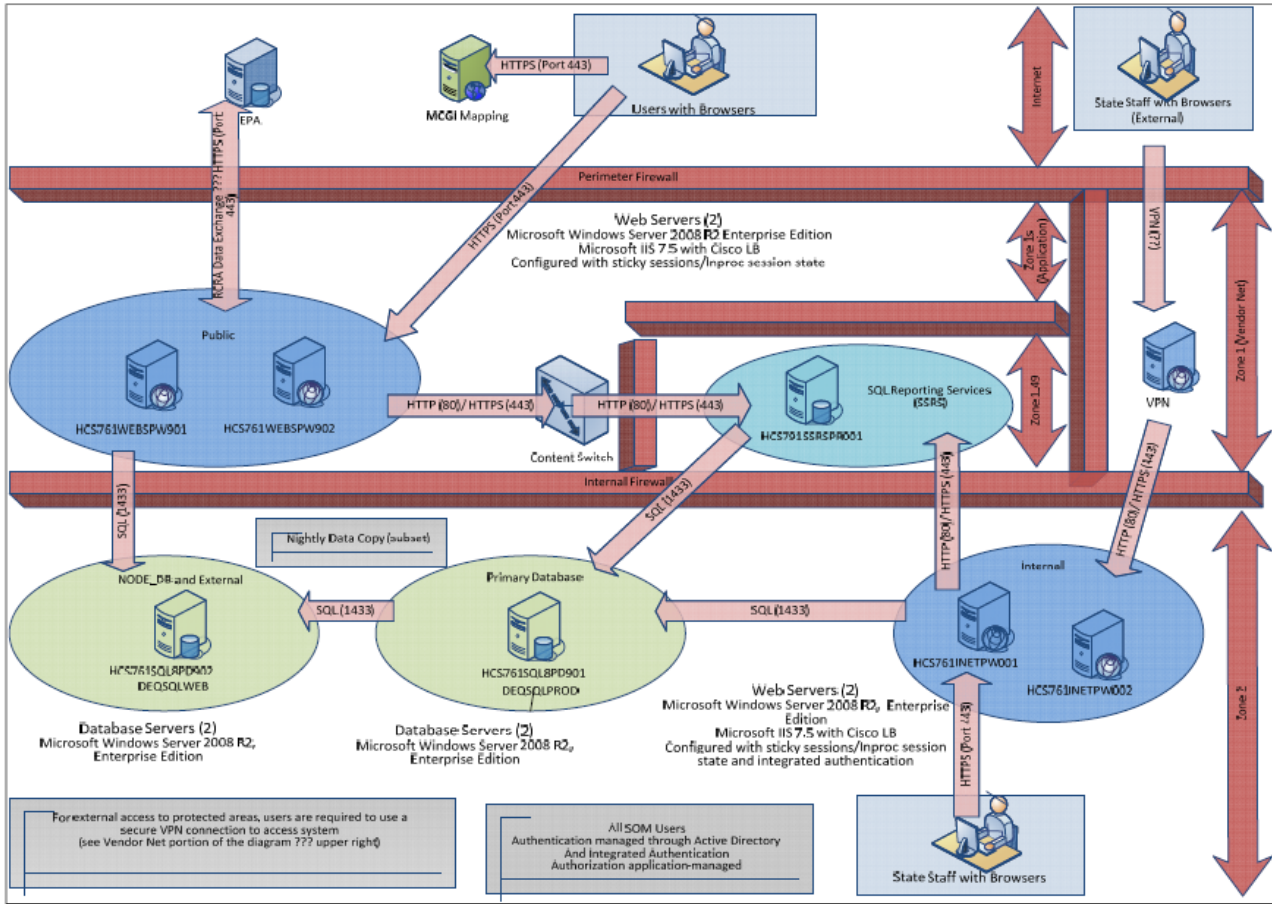 HTTPS (Port 443)
EPA.
MCGI Mapping
Users with Browsers
Internet
State Staff with Browsers
(External)
Perimeter Firewall
RCRA Data Exchange ??? HTTPS (Port
443)
HTTPS (Port 443)
Web Servers (2)
Microsoft Windows Server 2008 R2 Enterprise Edition
Microsoft IIS 7.5 with Cisco LB
Configured with sticky sessions/Inproc session state
Zone 1s
(Application)
VPN (??)
Zone 1 (Vendor Net)
Public
HCS761WEBSPW901
HCS761WEBSPW902
HTTP (80)/ HTTPS (443)
HTTP (80)/ HTTPS (443)
Content Switch
SQL Reporting Services
(SSRS)
Zone 1.49
VPN
Internal Firewall
SQL (1433)
SQL (1433)
HTTP (80)/ HTTPS (443)
HTTP (80)/ HTTPS (443)
Nightly Data Copy (subset)
NODE_DB and External
HCS761SQL8PD902
DEQSQLWEB
SQL (1433)
Primary Database
HCS761SQL8PD901
DEQSQLPROD
SQL (1433)
Internal
HCS761INETPW001
HCS761INETPW002
Zone 2
Database Servers (2)
Microsoft Windows Server 2008 R2,
Enterprise Edition
Database Servers (2)
Microsoft Windows Server 2008 R2,
Enterprise Edition
Web Servers (2)
Microsoft Windows Server 2008 R2, Enterprise
Edition
Microsoft IIS 7.5 with Cisco LB
Configured with sticky sessions/Inproc session
state and integrated authentication
HTTPS (Port 443)
For external access to protected areas, users are required to use a
secure VPN connection to access system
(see Vendor Net portion of the diagram ??? upper right)
All SOM Users
Authentication managed through Active Directory
And Integrated Authentication
Authorization application-managed
State Staff with Browsers